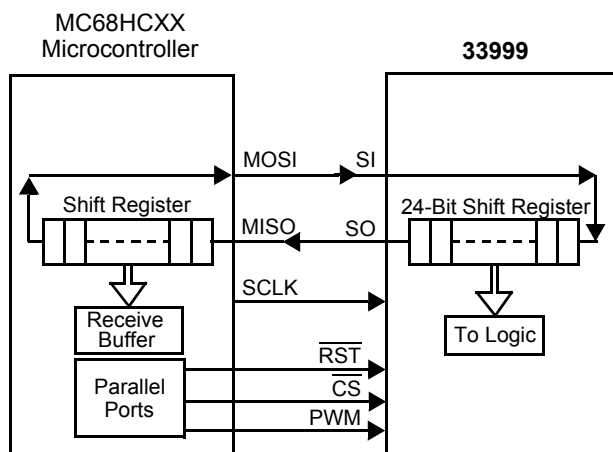 MC68HCXX
Microcontroller
33999
MOSI
SI
Shift Register
24-Bit Shift Register
MISO
SO
SCLK
Receive
Buffer
To Logic
RST
Parallel
Ports
CS
PWM